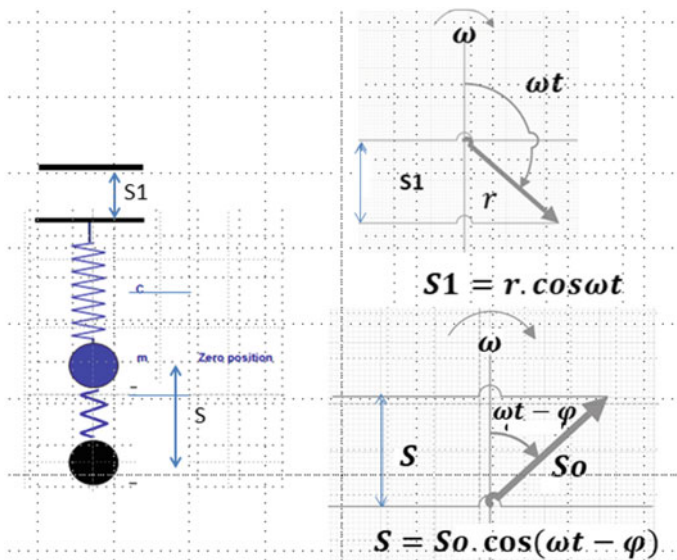 S1
c
m
Zero position
S
ω
ωt
S1
r
S1 = r.cosωt
ω
ωt − φ
S
So
S = So.cos(ωt − φ)